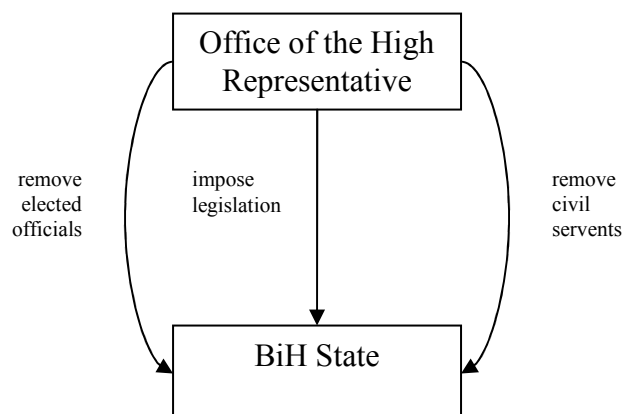 Office of the High
Representative
remove
elected
officials
impose
legislation
remove
civil
servents
BiH State